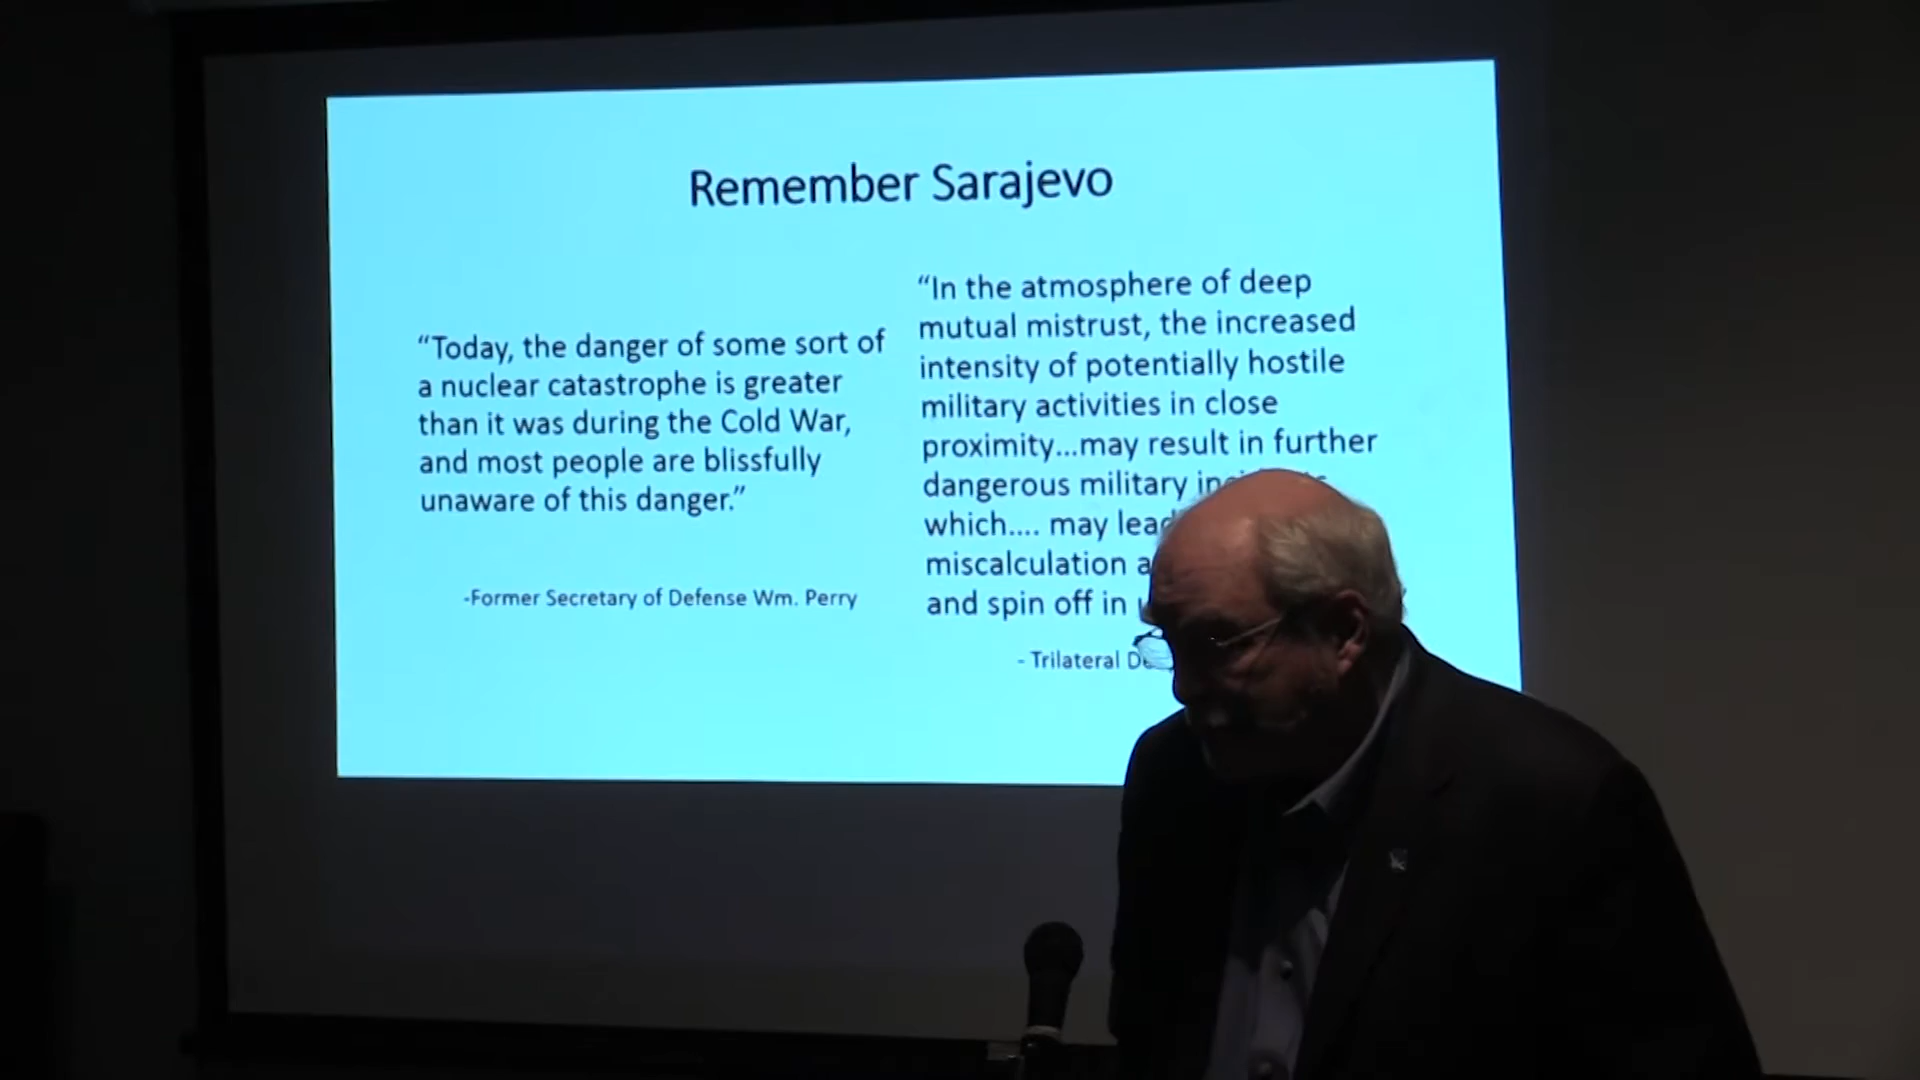 Remember Sarajevo
“Today, the danger of some sort of
a nuclear catastrophe is greater
than it was during the Cold War,
and most people are blissfully
unaware of this danger.”
-Former Secretary of Defense Wm. Perry
“In the atmosphere of deep
mutual mistrust, the increased
intensity of potentially hostile
military activities in close
proximity...may result in further
dangerous military
which.... may lead
miscalculation
and spin off in
- Trilateral